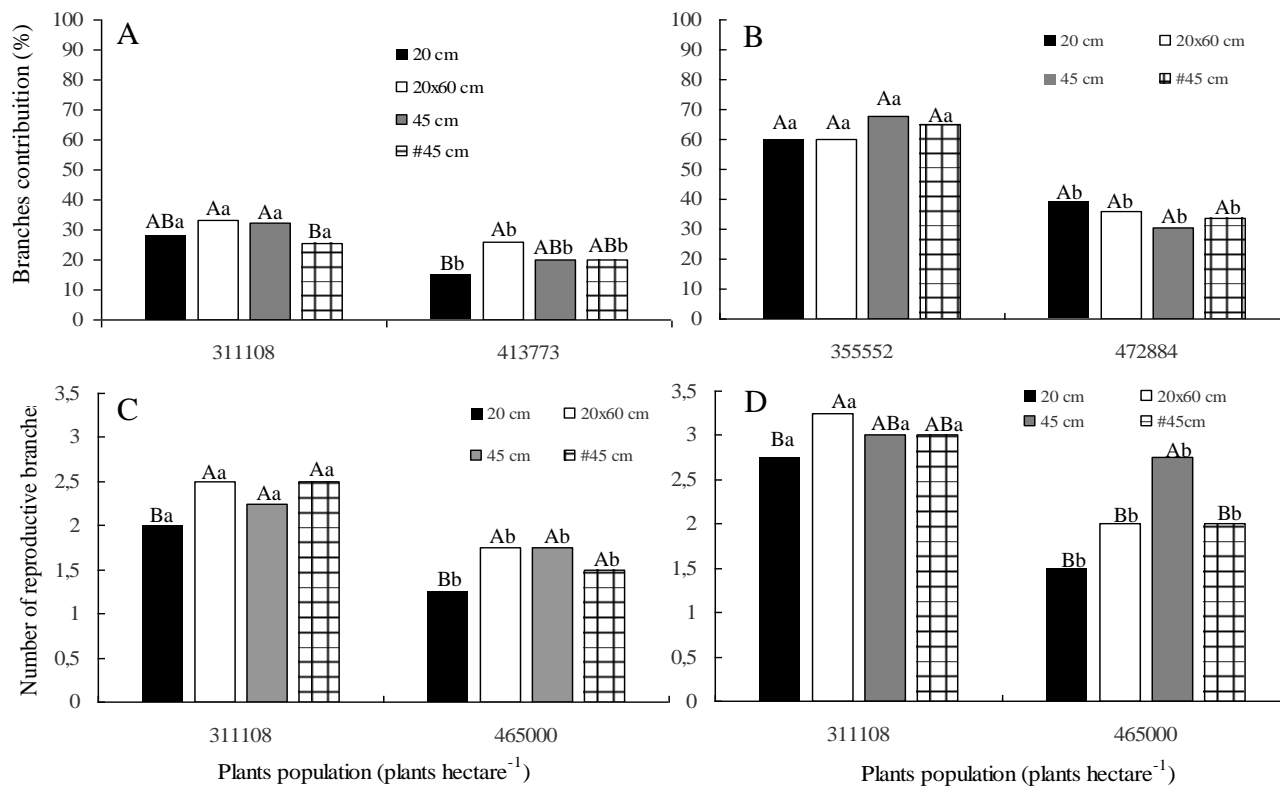 A
Branches contribuition (%)
100
90
80
70
60
50
40
30
20
10
0
20 cm
20x60 cm
45 cm
#45 cm
ABa Aa Aa Ba
Bb Ab ABb ABb
311108 413773
B
100
90
80
70
60
50
40
30
20
10
0
20 cm 20x60 cm
45 cm #45 cm
Aa Aa Aa Aa
Ab Ab Ab Ab
355552 472884
C
Number of reproductive branches
3,5
3
2,5
2
1,5
1
0,5
0
20 cm 20x60 cm
45 cm #45 cm
Ba Aa Aa Aa
Bb Ab Ab Ab
311108 465000
Plants population (plants hectare⁻¹)
D
3,5
3
2,5
2
1,5
1
0,5
0
20 cm 20x60 cm
45 cm #45cm
Ba Aa ABa ABa
Bb Bb Ab Bb
311108 465000
Plants population (plants hectare⁻¹)